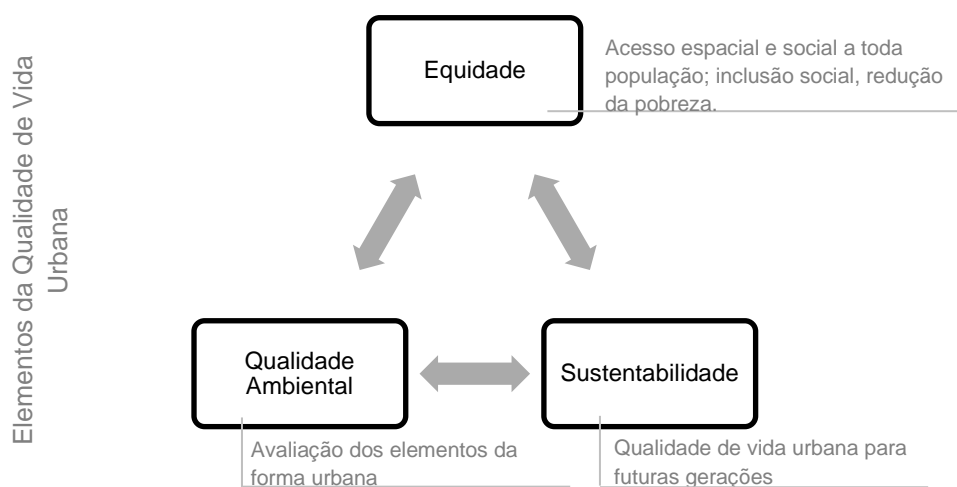 Elementos da Qualidade de Vida
Urbana
Equidade
Acesso espacial e social a toda
população; inclusão social, redução
da pobreza.
Qualidade
Ambiental
Avaliação dos elementos da
forma urbana
Sustentabilidade
Qualidade de vida urbana para
futuras gerações